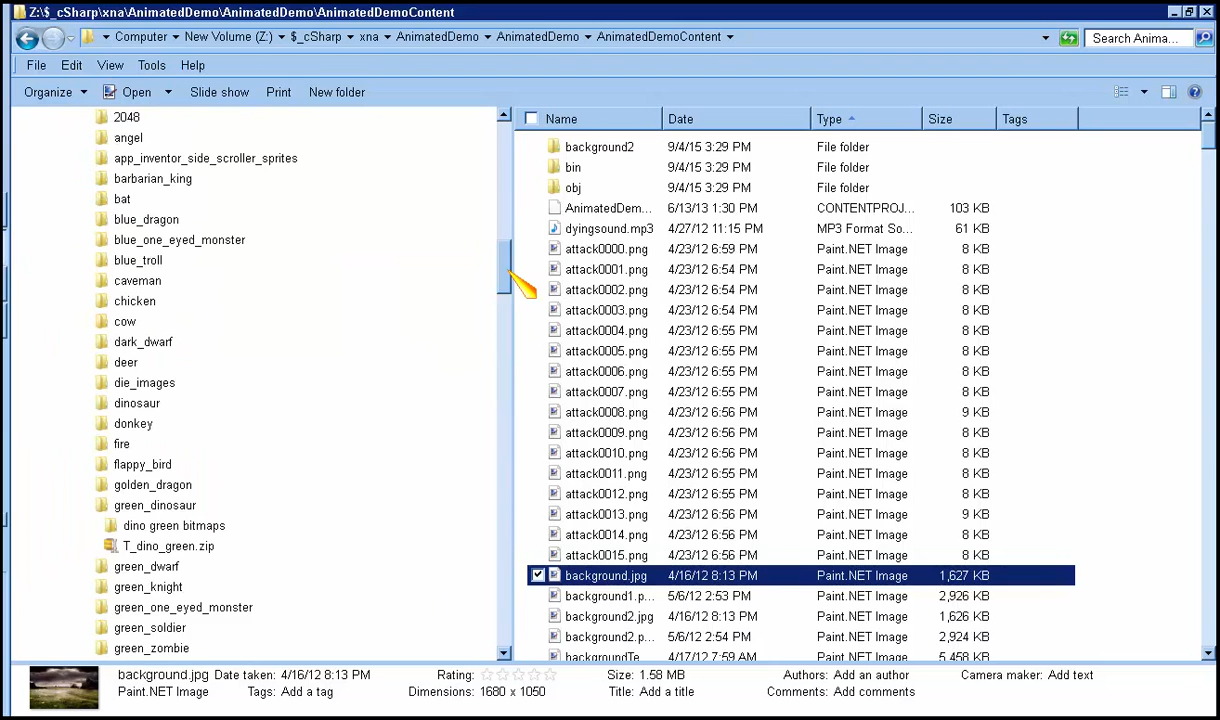 Z:\$_cSharp\xna\AnimatedDemo\AnimatedDemo\AnimatedDemoContent
Computer New Volume (Z:) $_cSharp xna AnimatedDemo AnimatedDemo AnimatedDemoContent Search Anima...
File Edit View Tools Help
Organize Open Slide show Print New folder
2048
angel
app_inventor_side_scroller_sprites
barbarian_king
bat
blue_dragon
blue_one_eyed_monster
blue_troll
caveman
chicken
cow
dark_dwarf
deer
die_images
dinosaur
donkey
fire
flappy_bird
golden_dragon
green_dinosaur
dino green bitmaps
T_dino_green.zip
green_dwarf
green_knight
green_one_eyed_monster
green_soldier
green_zombie
Name Date Type Size Tags
background2 9/4/15 3:29 PM File folder
bin 9/4/15 3:29 PM File folder
obj 9/4/15 3:29 PM File folder
AnimatedDem... 6/13/13 1:30 PM CONTENTPROJ... 103 KB
dyingsound.mp3 4/27/12 11:15 PM MP3 Format So... 61 KB
attack0000.png 4/23/12 6:59 PM Paint.NET Image 8 KB
attack0001.png 4/23/12 6:54 PM Paint.NET Image 8 KB
attack0002.png 4/23/12 6:54 PM Paint.NET Image 8 KB
attack0003.png 4/23/12 6:54 PM Paint.NET Image 8 KB
attack0004.png 4/23/12 6:55 PM Paint.NET Image 8 KB
attack0005.png 4/23/12 6:55 PM Paint.NET Image 8 KB
attack0006.png 4/23/12 6:55 PM Paint.NET Image 8 KB
attack0007.png 4/23/12 6:55 PM Paint.NET Image 8 KB
attack0008.png 4/23/12 6:56 PM Paint.NET Image 9 KB
attack0009.png 4/23/12 6:56 PM Paint.NET Image 8 KB
attack0010.png 4/23/12 6:56 PM Paint.NET Image 8 KB
attack0011.png 4/23/12 6:55 PM Paint.NET Image 8 KB
attack0012.png 4/23/12 6:55 PM Paint.NET Image 8 KB
attack0013.png 4/23/12 6:56 PM Paint.NET Image 9 KB
attack0014.png 4/23/12 6:56 PM Paint.NET Image 8 KB
attack0015.png 4/23/12 6:56 PM Paint.NET Image 8 KB
background.jpg 4/16/12 8:13 PM Paint.NET Image 1,627 KB
background1.p... 5/6/12 2:53 PM Paint.NET Image 2,926 KB
background2.jpg 4/16/12 8:13 PM Paint.NET Image 1,626 KB
background2.p... 5/6/12 2:54 PM Paint.NET Image 2,924 KB
backgroundTe... 4/17/12 7:59 AM Paint.NET Image 5,458 KB
background.jpg Date taken: 4/16/12 8:13 PM Rating: Size: 1.58 MB Authors: Add an author Camera maker: Add text
Paint.NET Image Tags: Add a tag Dimensions: 1680 x 1050 Title: Add a title Comments: Add comments